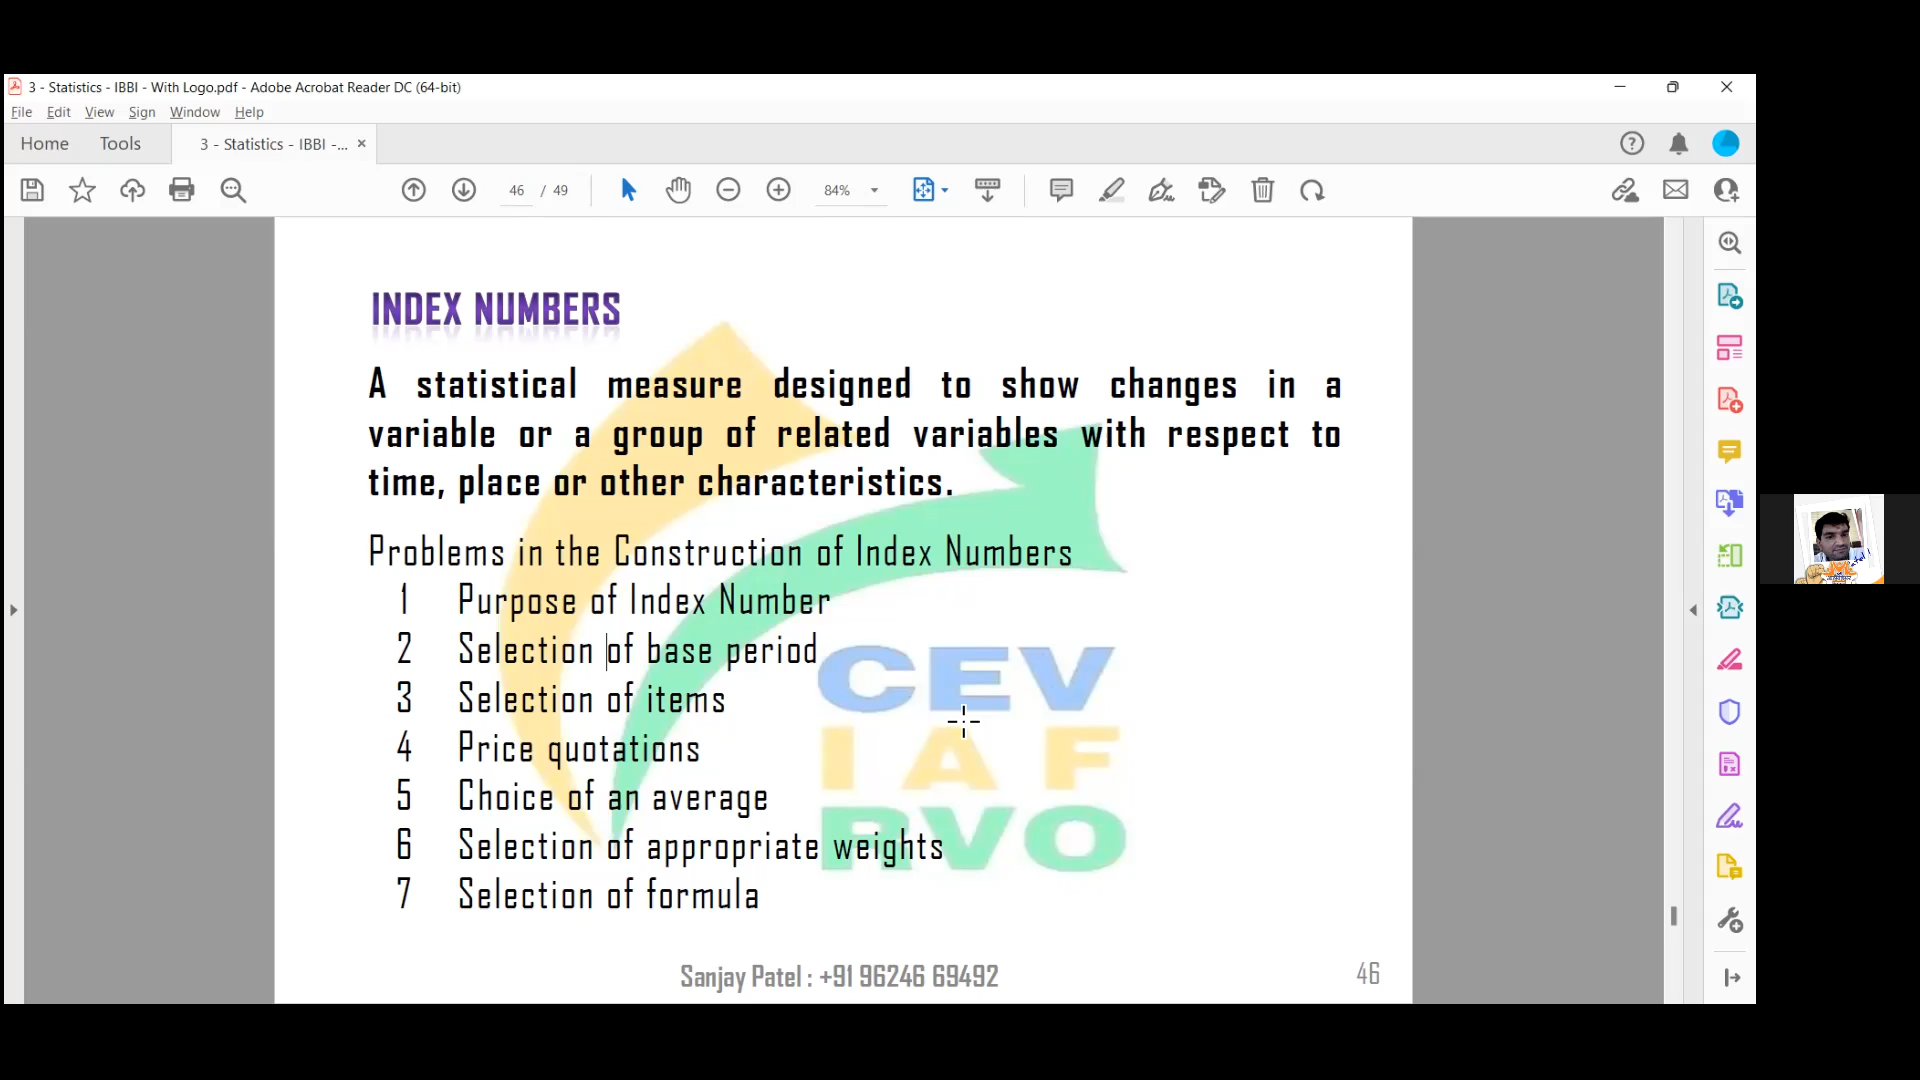 3 - Statistics - IBBI - With Logo.pdf - Adobe Acrobat Reader DC (64-bit)
File Edit View Sign Window Help
Home Tools 3 - Statistics - IBBI -...
46 / 49 84%
INDEX NUMBERS
A statistical measure designed to show changes in a
variable or a group of related variables with respect to
time, place or other characteristics.
Problems in the Construction of Index Numbers
1 Purpose of Index Number
2 Selection of base period
3 Selection of items
4 Price quotations
5 Choice of an average
6 Selection of appropriate weights
7 Selection of formula
CEV
IAF
RVO
Sanjay Patel : +91 96246 69492
46